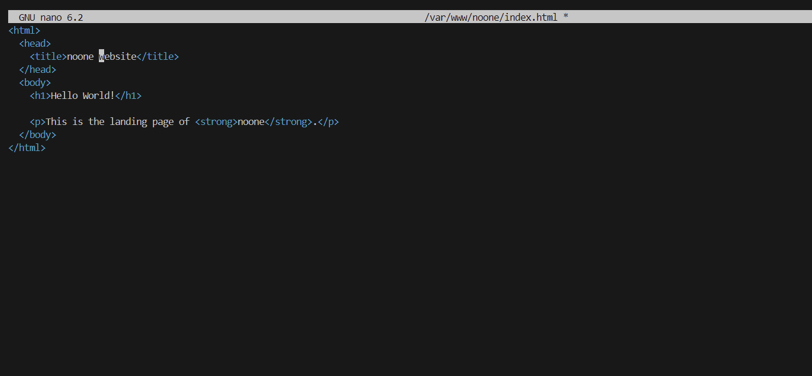 GNU nano 6.2 /var/www/noone/index.html *
<html>
  <head>
    <title>noone website</title>
  </head>
  <body>
    <h1>Hello World!</h1>

    <p>This is the landing page of <strong>noone</strong>.</p>
  </body>
</html>